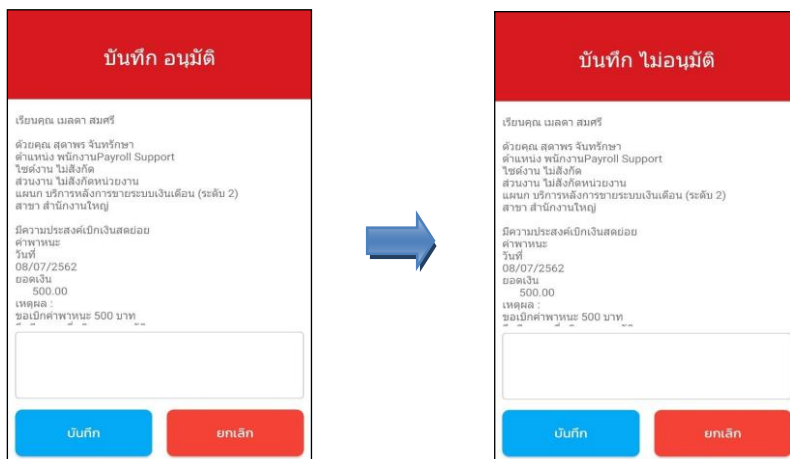 บันทึก อนุมัติ
เรียนคุณ เมลดา สมศรี
ด้วยคุณ สุดาพร จันทรักษา
ตำแหน่ง พนักงานPayroll Support
ไซด์งาน ไม่สังกัด
ส่วนงาน ไม่สังกัดหน่วยงาน
แผนก บริการหลังการขายระบบเงินเดือน (ระดับ 2)
สาขา สำนักงานใหญ่
มีความประสงค์เบิกเงินสดย่อย
ค่าพาหนะ
วันที่
08/07/2562
ยอดเงิน
500.00
เหตุผล :
ขอเบิกค่าพาหนะ 500 บาท
บันทึก
ยกเลิก
บันทึก ไม่อนุมัติ
เรียนคุณ เมลดา สมศรี
ด้วยคุณ สุดาพร จันทรักษา
ตำแหน่ง พนักงานPayroll Support
ไซด์งาน ไม่สังกัด
ส่วนงาน ไม่สังกัดหน่วยงาน
แผนก บริการหลังการขายระบบเงินเดือน (ระดับ 2)
สาขา สำนักงานใหญ่
มีความประสงค์เบิกเงินสดย่อย
ค่าพาหนะ
วันที่
08/07/2562
ยอดเงิน
500.00
เหตุผล :
ขอเบิกค่าพาหนะ 500 บาท
บันทึก
ยกเลิก